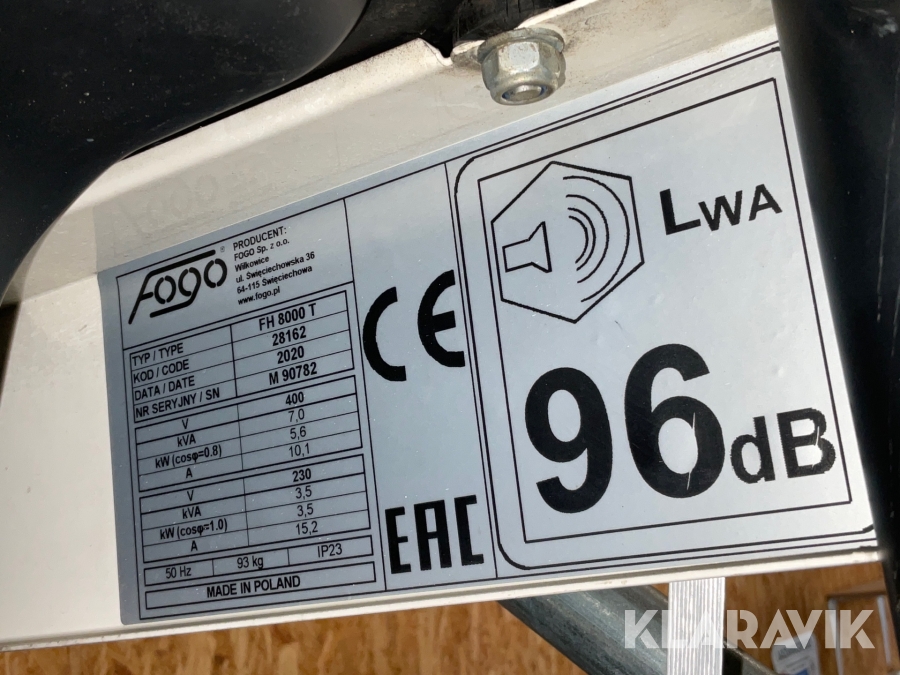 FOGO ®
PRODUCENT:
FOGO Sp. z o.o.
Wilkowice
ul. Święciechowska 36
64-115 Święciechowa
www.fogo.pl
TYP / TYPE FH 8000 T
KOD / CODE 28162
DATA / DATE 2020
NR SERYJNY / SN M 90782
V 400
kVA 7,0
kW (cosφ=0.8) 5,6
A 10,1
V 230
kVA 3,5
kW (cosφ=1.0) 3,5
A 15,2
50 Hz 93 kg IP23
MADE IN POLAND
CE
EAC
LWA
96dB
KLARAVIK